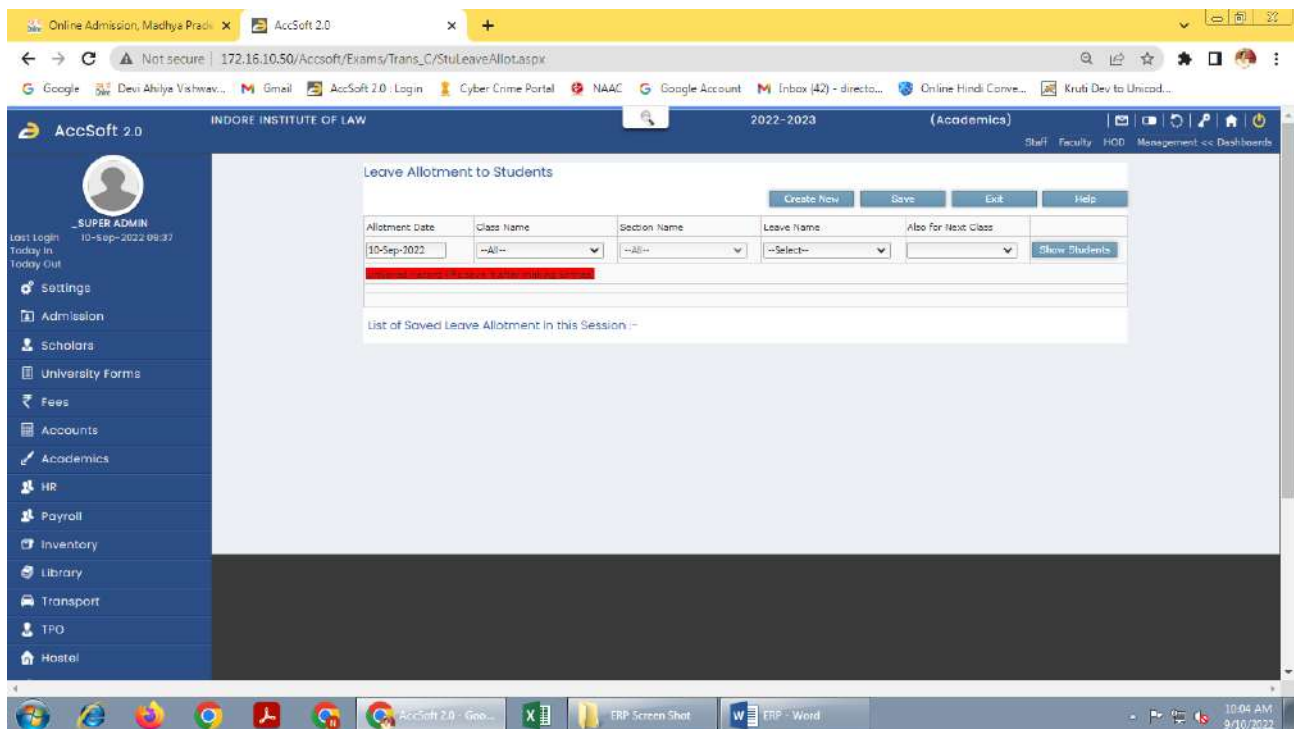 Online Admission, Madhya Prade
AccSoft 2.0
Not secure | 172.16.10.50/Accsoft/Exams/Trans_C/StuLeaveAllot.aspx
Google
Devi Ahilya Vishwav...
Gmail
AccSoft 2.0 : Login
Cyber Crime Portal
NAAC
Google Account
Inbox (42) - directo...
Online Hindi Conve...
Kruti Dev to Unicod...
AccSoft 2.0
INDORE INSTITUTE OF LAW
2022-2023
(Academics)
Staff Faculty HOD Management << Dashboards
_SUPER ADMIN
Last Login 10-Sep-2022 09:37
Today In
Today Out
Settings
Admission
Scholars
University Forms
Fees
Accounts
Academics
HR
Payroll
Inventory
Library
Transport
TPO
Hostel
Leave Allotment to Students
Create New Save Exit Help
Allotment Date Class Name Section Name Leave Name Also for Next Class
10-Sep-2022 --All-- --All-- --Select-- Show Students
List of Saved Leave Allotment in this Session :-
AccSoft 2.0 - Goo...
ERP Screen Shot
ERP - Word
10:04 AM
9/10/2022